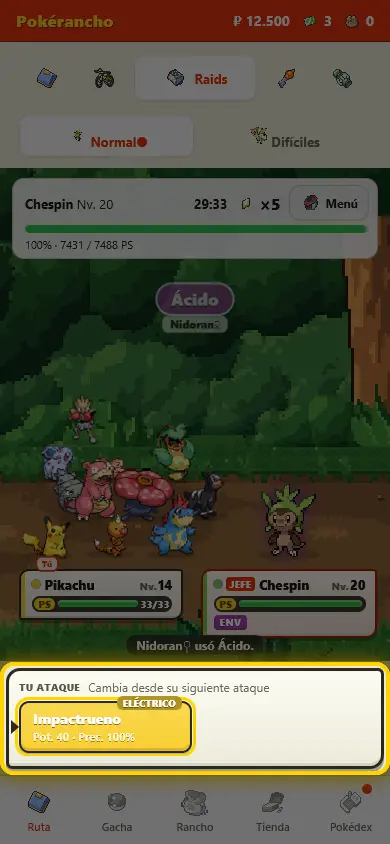 Pokérancho ₽ 12.500 3 0
Raids
Normal Difíciles
Chespin Nv. 20 29:33 ×5 Menú
100% · 7431 / 7488 PS
Ácido
Nidoran♀
Tú
Pikachu Nv.14
PS 33/33
JEFE Chespin Nv.20
PS
ENV
Nidoran♀ usó Ácido.
TU ATAQUE Cambia desde su siguiente ataque
ELÉCTRICO
Impactrueno
Pot. 40 · Prec. 100%
Ruta Gacha Rancho Tienda Pokédex